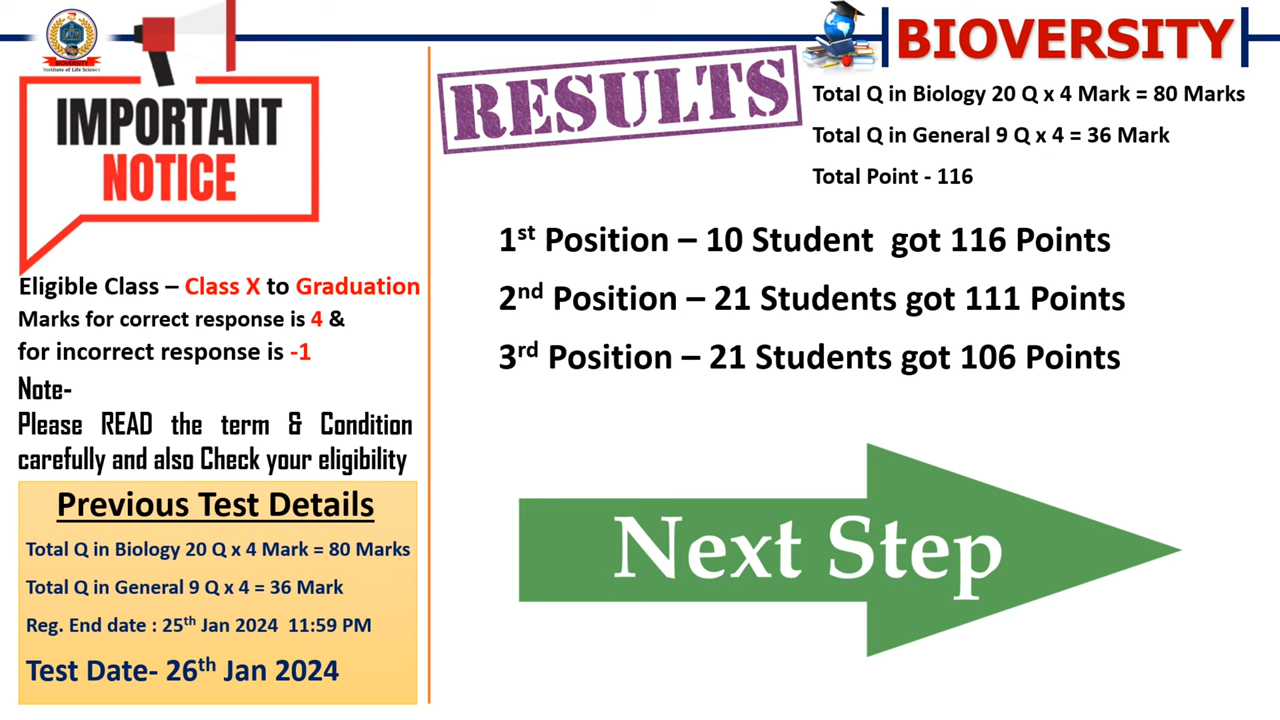 BIOVERSITY
Institute of Life Science
IMPORTANT
NOTICE
Eligible Class – Class X to Graduation
Marks for correct response is 4 &
for incorrect response is -1
Note-
Please READ the term & Condition
carefully and also Check your eligibility
Previous Test Details
Total Q in Biology 20 Q x 4 Mark = 80 Marks
Total Q in General 9 Q x 4 = 36 Mark
Reg. End date : 25th Jan 2024 11:59 PM
Test Date- 26th Jan 2024
RESULTS
BIOVERSITY
Total Q in Biology 20 Q x 4 Mark = 80 Marks
Total Q in General 9 Q x 4 = 36 Mark
Total Point - 116
1st Position – 10 Student got 116 Points
2nd Position – 21 Students got 111 Points
3rd Position – 21 Students got 106 Points
Next Step